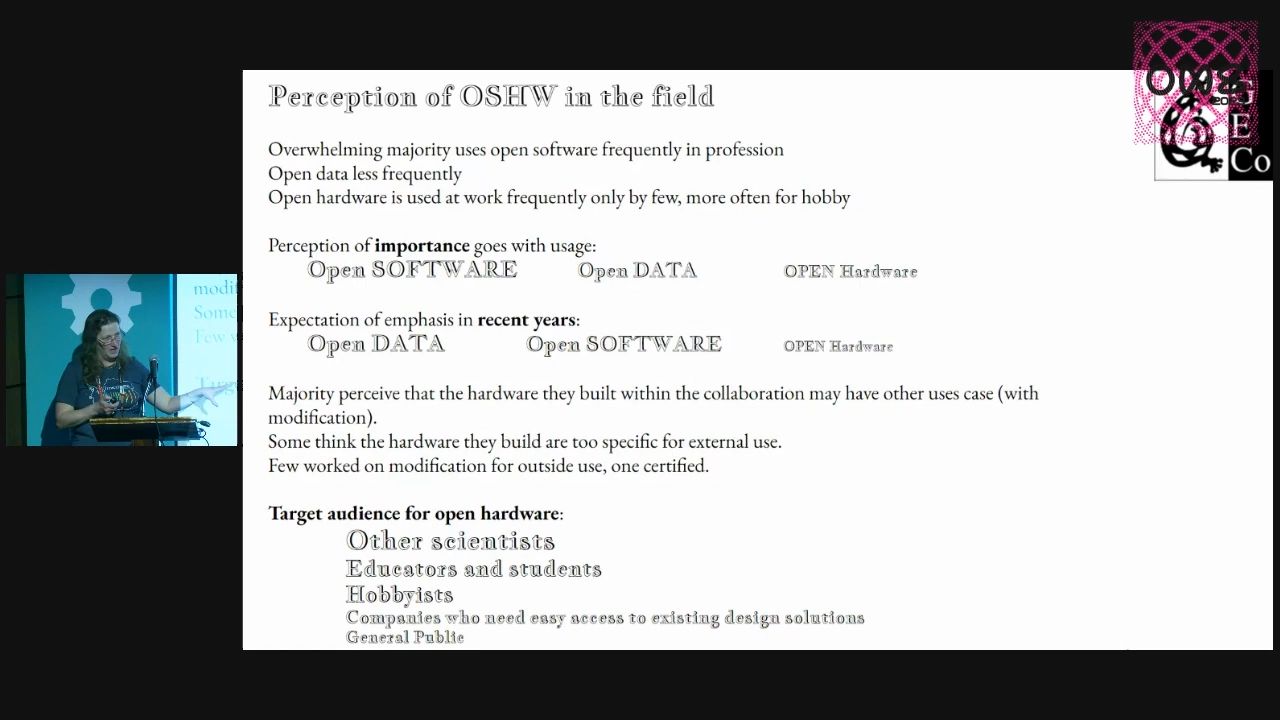 Perception of OSHW in the field
Overwhelming majority uses open software frequently in profession
Open data less frequently
Open hardware is used at work frequently only by few, more often for hobby
Perception of importance goes with usage:
Open SOFTWARE Open DATA OPEN Hardware
Expectation of emphasis in recent years:
Open DATA Open SOFTWARE OPEN Hardware
Majority perceive that the hardware they built within the collaboration may have other uses case (with
modification).
Some think the hardware they build are too specific for external use.
Few worked on modification for outside use, one certified.
Target audience for open hardware:
Other scientists
Educators and students
Hobbyists
Companies who need easy access to existing design solutions
General Public
E
Co
modif
Some
Few w